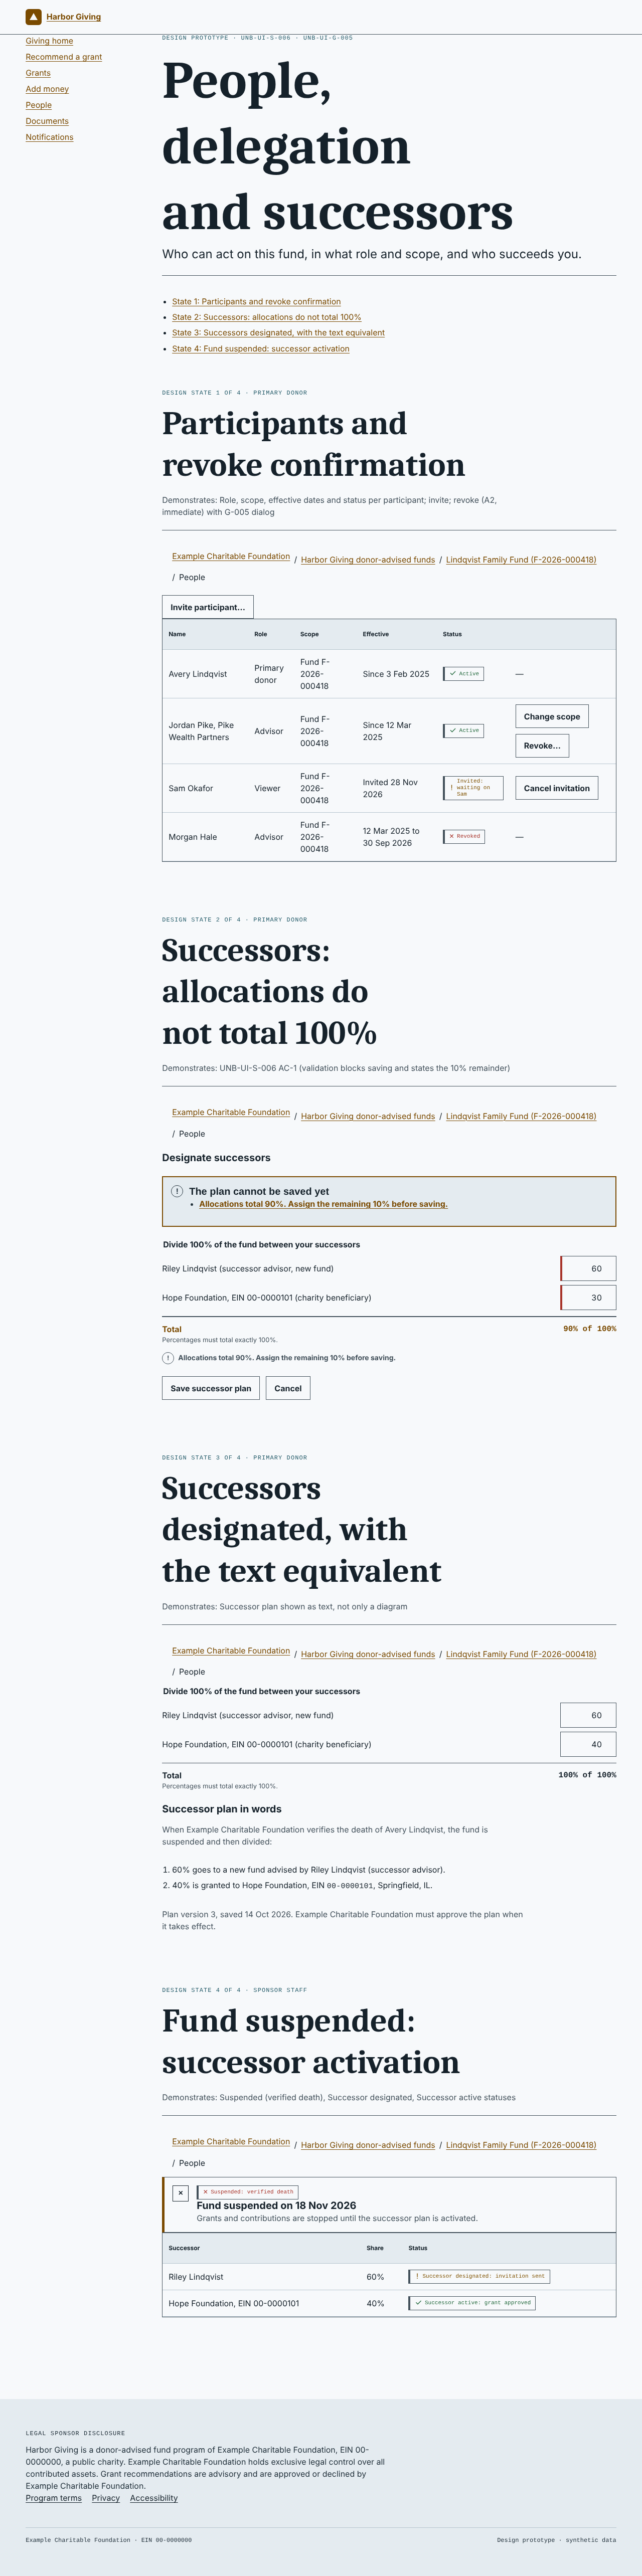 Harbor Giving
Giving home
Recommend a grant
Grants
Add money
People
Documents
Notifications
DESIGN PROTOTYPE · UNB-UI-S-006 · UNB-UI-G-005
People,
delegation
and successors
Who can act on this fund, in what role and scope, and who succeeds you.
State 1: Participants and revoke confirmation
State 2: Successors: allocations do not total 100%
State 3: Successors designated, with the text equivalent
State 4: Fund suspended: successor activation
DESIGN STATE 1 OF 4 · PRIMARY DONOR
Participants and
revoke confirmation
Demonstrates: Role, scope, effective dates and status per participant; invite; revoke (A2,
immediate) with G-005 dialog
Example Charitable Foundation / Harbor Giving donor-advised funds / Lindqvist Family Fund (F-2026-000418)
/ People
Invite participant…
Name Role Scope Effective Status
Avery Lindqvist Primary donor Fund F-2026-000418 Since 3 Feb 2025 ✓ Active —
Jordan Pike, Pike Wealth Partners Advisor Fund F-2026-000418 Since 12 Mar 2025 ✓ Active Change scope Revoke…
Sam Okafor Viewer Fund F-2026-000418 Invited 28 Nov 2026 ! Invited: waiting on Sam Cancel invitation
Morgan Hale Advisor Fund F-2026-000418 12 Mar 2025 to 30 Sep 2026 × Revoked —
DESIGN STATE 2 OF 4 · PRIMARY DONOR
Successors:
allocations do
not total 100%
Demonstrates: UNB-UI-S-006 AC-1 (validation blocks saving and states the 10% remainder)
Example Charitable Foundation / Harbor Giving donor-advised funds / Lindqvist Family Fund (F-2026-000418)
/ People
Designate successors
! The plan cannot be saved yet
Allocations total 90%. Assign the remaining 10% before saving.
Divide 100% of the fund between your successors
Riley Lindqvist (successor advisor, new fund) 60
Hope Foundation, EIN 00-0000101 (charity beneficiary) 30
Total 90% of 100%
Percentages must total exactly 100%.
! Allocations total 90%. Assign the remaining 10% before saving.
Save successor plan Cancel
DESIGN STATE 3 OF 4 · PRIMARY DONOR
Successors
designated, with
the text equivalent
Demonstrates: Successor plan shown as text, not only a diagram
Example Charitable Foundation / Harbor Giving donor-advised funds / Lindqvist Family Fund (F-2026-000418)
/ People
Divide 100% of the fund between your successors
Riley Lindqvist (successor advisor, new fund) 60
Hope Foundation, EIN 00-0000101 (charity beneficiary) 40
Total 100% of 100%
Percentages must total exactly 100%.
Successor plan in words
When Example Charitable Foundation verifies the death of Avery Lindqvist, the fund is
suspended and then divided:
1. 60% goes to a new fund advised by Riley Lindqvist (successor advisor).
2. 40% is granted to Hope Foundation, EIN 00-0000101, Springfield, IL.
Plan version 3, saved 14 Oct 2026. Example Charitable Foundation must approve the plan when
it takes effect.
DESIGN STATE 4 OF 4 · SPONSOR STAFF
Fund suspended:
successor activation
Demonstrates: Suspended (verified death), Successor designated, Successor active statuses
Example Charitable Foundation / Harbor Giving donor-advised funds / Lindqvist Family Fund (F-2026-000418)
/ People
× × Suspended: verified death
Fund suspended on 18 Nov 2026
Grants and contributions are stopped until the successor plan is activated.
Successor Share Status
Riley Lindqvist 60% ! Successor designated: invitation sent
Hope Foundation, EIN 00-0000101 40% ✓ Successor active: grant approved
LEGAL SPONSOR DISCLOSURE
Harbor Giving is a donor-advised fund program of Example Charitable Foundation, EIN 00-
0000000, a public charity. Example Charitable Foundation holds exclusive legal control over all
contributed assets. Grant recommendations are advisory and are approved or declined by
Example Charitable Foundation.
Program terms Privacy Accessibility
Example Charitable Foundation · EIN 00-0000000 Design prototype · synthetic data